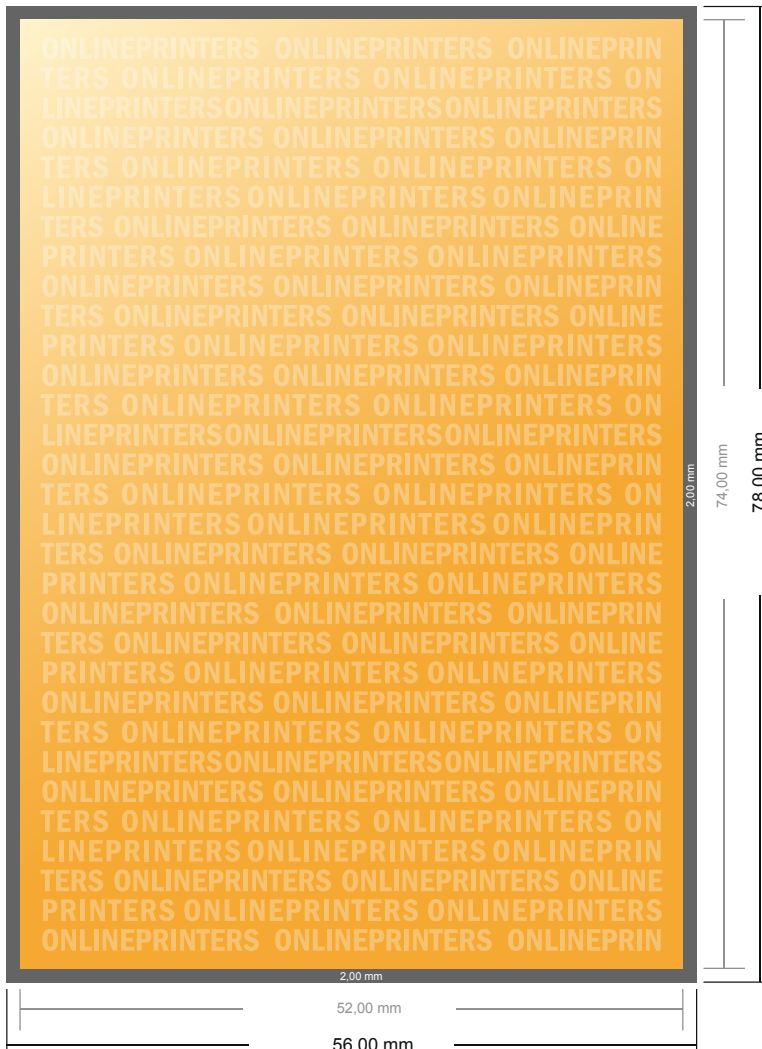 ONLINEPRINTERS ONLINEPRINTERS ONLINEPRIN
TERS ONLINEPRINTERS ONLINEPRINTERS ON
LINEPRINTERSONLINEPRINTERSONLINEPRINTERS
ONLINEPRINTERS ONLINEPRINTERS ONLINEPRIN
TERS ONLINEPRINTERS ONLINEPRINTERS ON
LINEPRINTERS ONLINEPRINTERS ONLINEPRIN
TERS ONLINEPRINTERS ONLINEPRINTERS ONLINE
PRINTERS ONLINEPRINTERS ONLINEPRINTERS
ONLINEPRINTERS ONLINEPRINTERS ONLINEPRIN
TERS ONLINEPRINTERS ONLINEPRINTERS ONLINE
PRINTERS ONLINEPRINTERS ONLINEPRINTERS
ONLINEPRINTERS ONLINEPRINTERS ONLINEPRIN
TERS ONLINEPRINTERS ONLINEPRINTERS ON
LINEPRINTERSONLINEPRINTERSONLINEPRINTERS
ONLINEPRINTERS ONLINEPRINTERS ONLINEPRIN
TERS ONLINEPRINTERS ONLINEPRINTERS ON
LINEPRINTERS ONLINEPRINTERS ONLINEPRIN
TERS ONLINEPRINTERS ONLINEPRINTERS ONLINE
PRINTERS ONLINEPRINTERS ONLINEPRINTERS
ONLINEPRINTERS ONLINEPRINTERS ONLINEPRIN
TERS ONLINEPRINTERS ONLINEPRINTERS ONLINE
PRINTERS ONLINEPRINTERS ONLINEPRINTERS
ONLINEPRINTERS ONLINEPRINTERS ONLINEPRIN
TERS ONLINEPRINTERS ONLINEPRINTERS ON
LINEPRINTERSONLINEPRINTERSONLINEPRINTERS
ONLINEPRINTERS ONLINEPRINTERS ONLINEPRIN
TERS ONLINEPRINTERS ONLINEPRINTERS ON
LINEPRINTERS ONLINEPRINTERS ONLINEPRIN
TERS ONLINEPRINTERS ONLINEPRINTERS ONLINE
PRINTERS ONLINEPRINTERS ONLINEPRINTERS
ONLINEPRINTERS ONLINEPRINTERS ONLINEPRIN
2,00 mm
74,00 mm
78,00 mm
2,00 mm
52,00 mm
56,00 mm